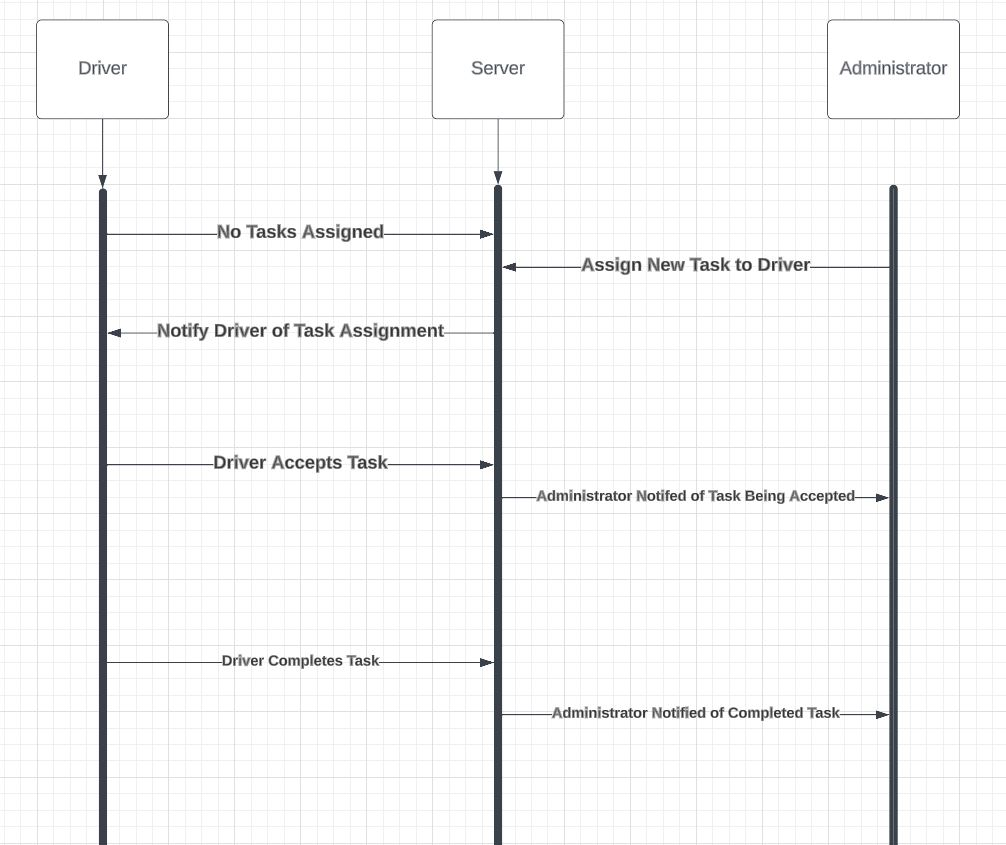 Driver
Server
Administrator
No Tasks Assigned
Assign New Task to Driver
Notify Driver of Task Assignment
Driver Accepts Task
Administrator Notifed of Task Being Accepted
Driver Completes Task
Administrator Notified of Completed Task